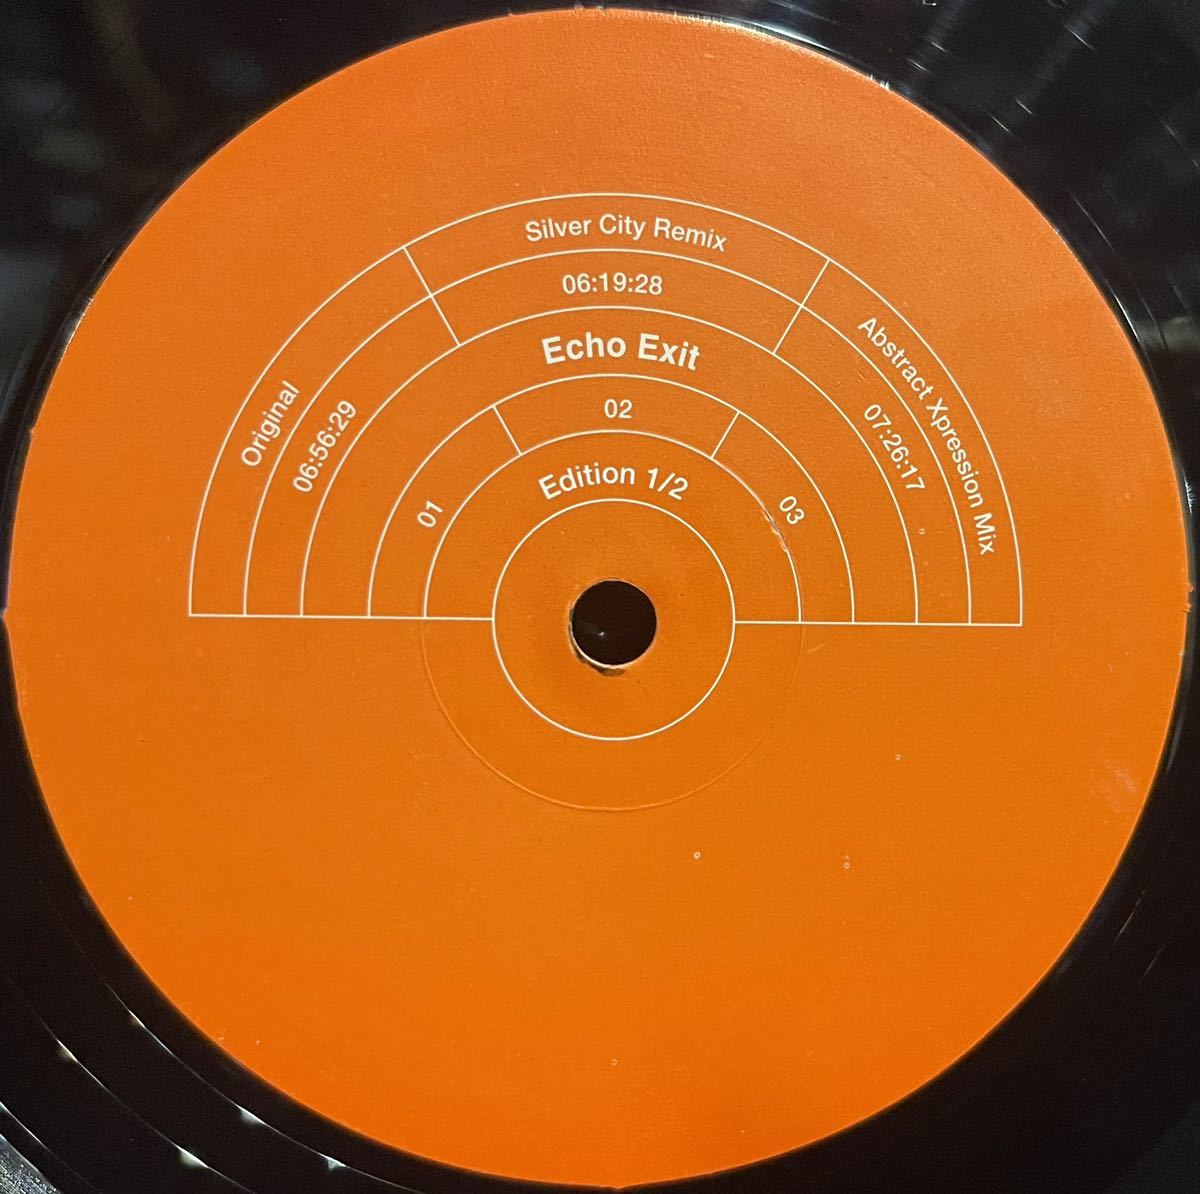 Original
Silver City Remix
Abstract Xpression Mix
06:56:29
06:19:28
07:26:17
Echo Exit
01
02
03
Edition 1/2